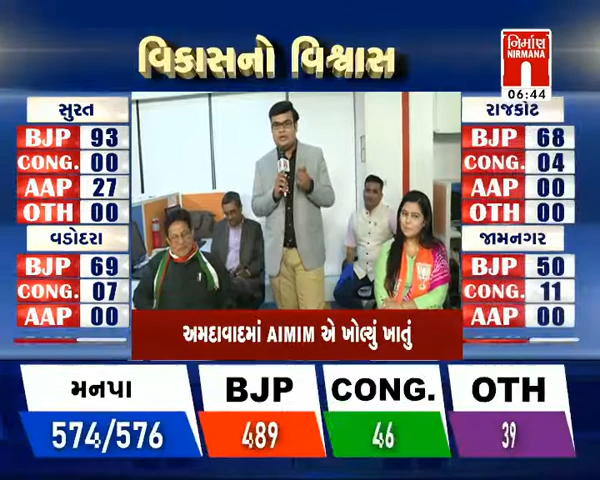 વિકાસનો વિશ્વાસ
નિર્માણ
NIRMANA
06:44
સુરત
BJP 93
CONG. 00
AAP 27
OTH 00
વડોદરા
BJP 69
CONG. 07
AAP 00
રાજકોટ
BJP 68
CONG. 04
AAP 00
OTH 00
જામનગર
BJP 50
CONG. 11
AAP 00
અમદાવાદમાં AIMIM એ ખોલ્યું ખાતું
મનપા BJP CONG. OTH
574/576 489 46 39